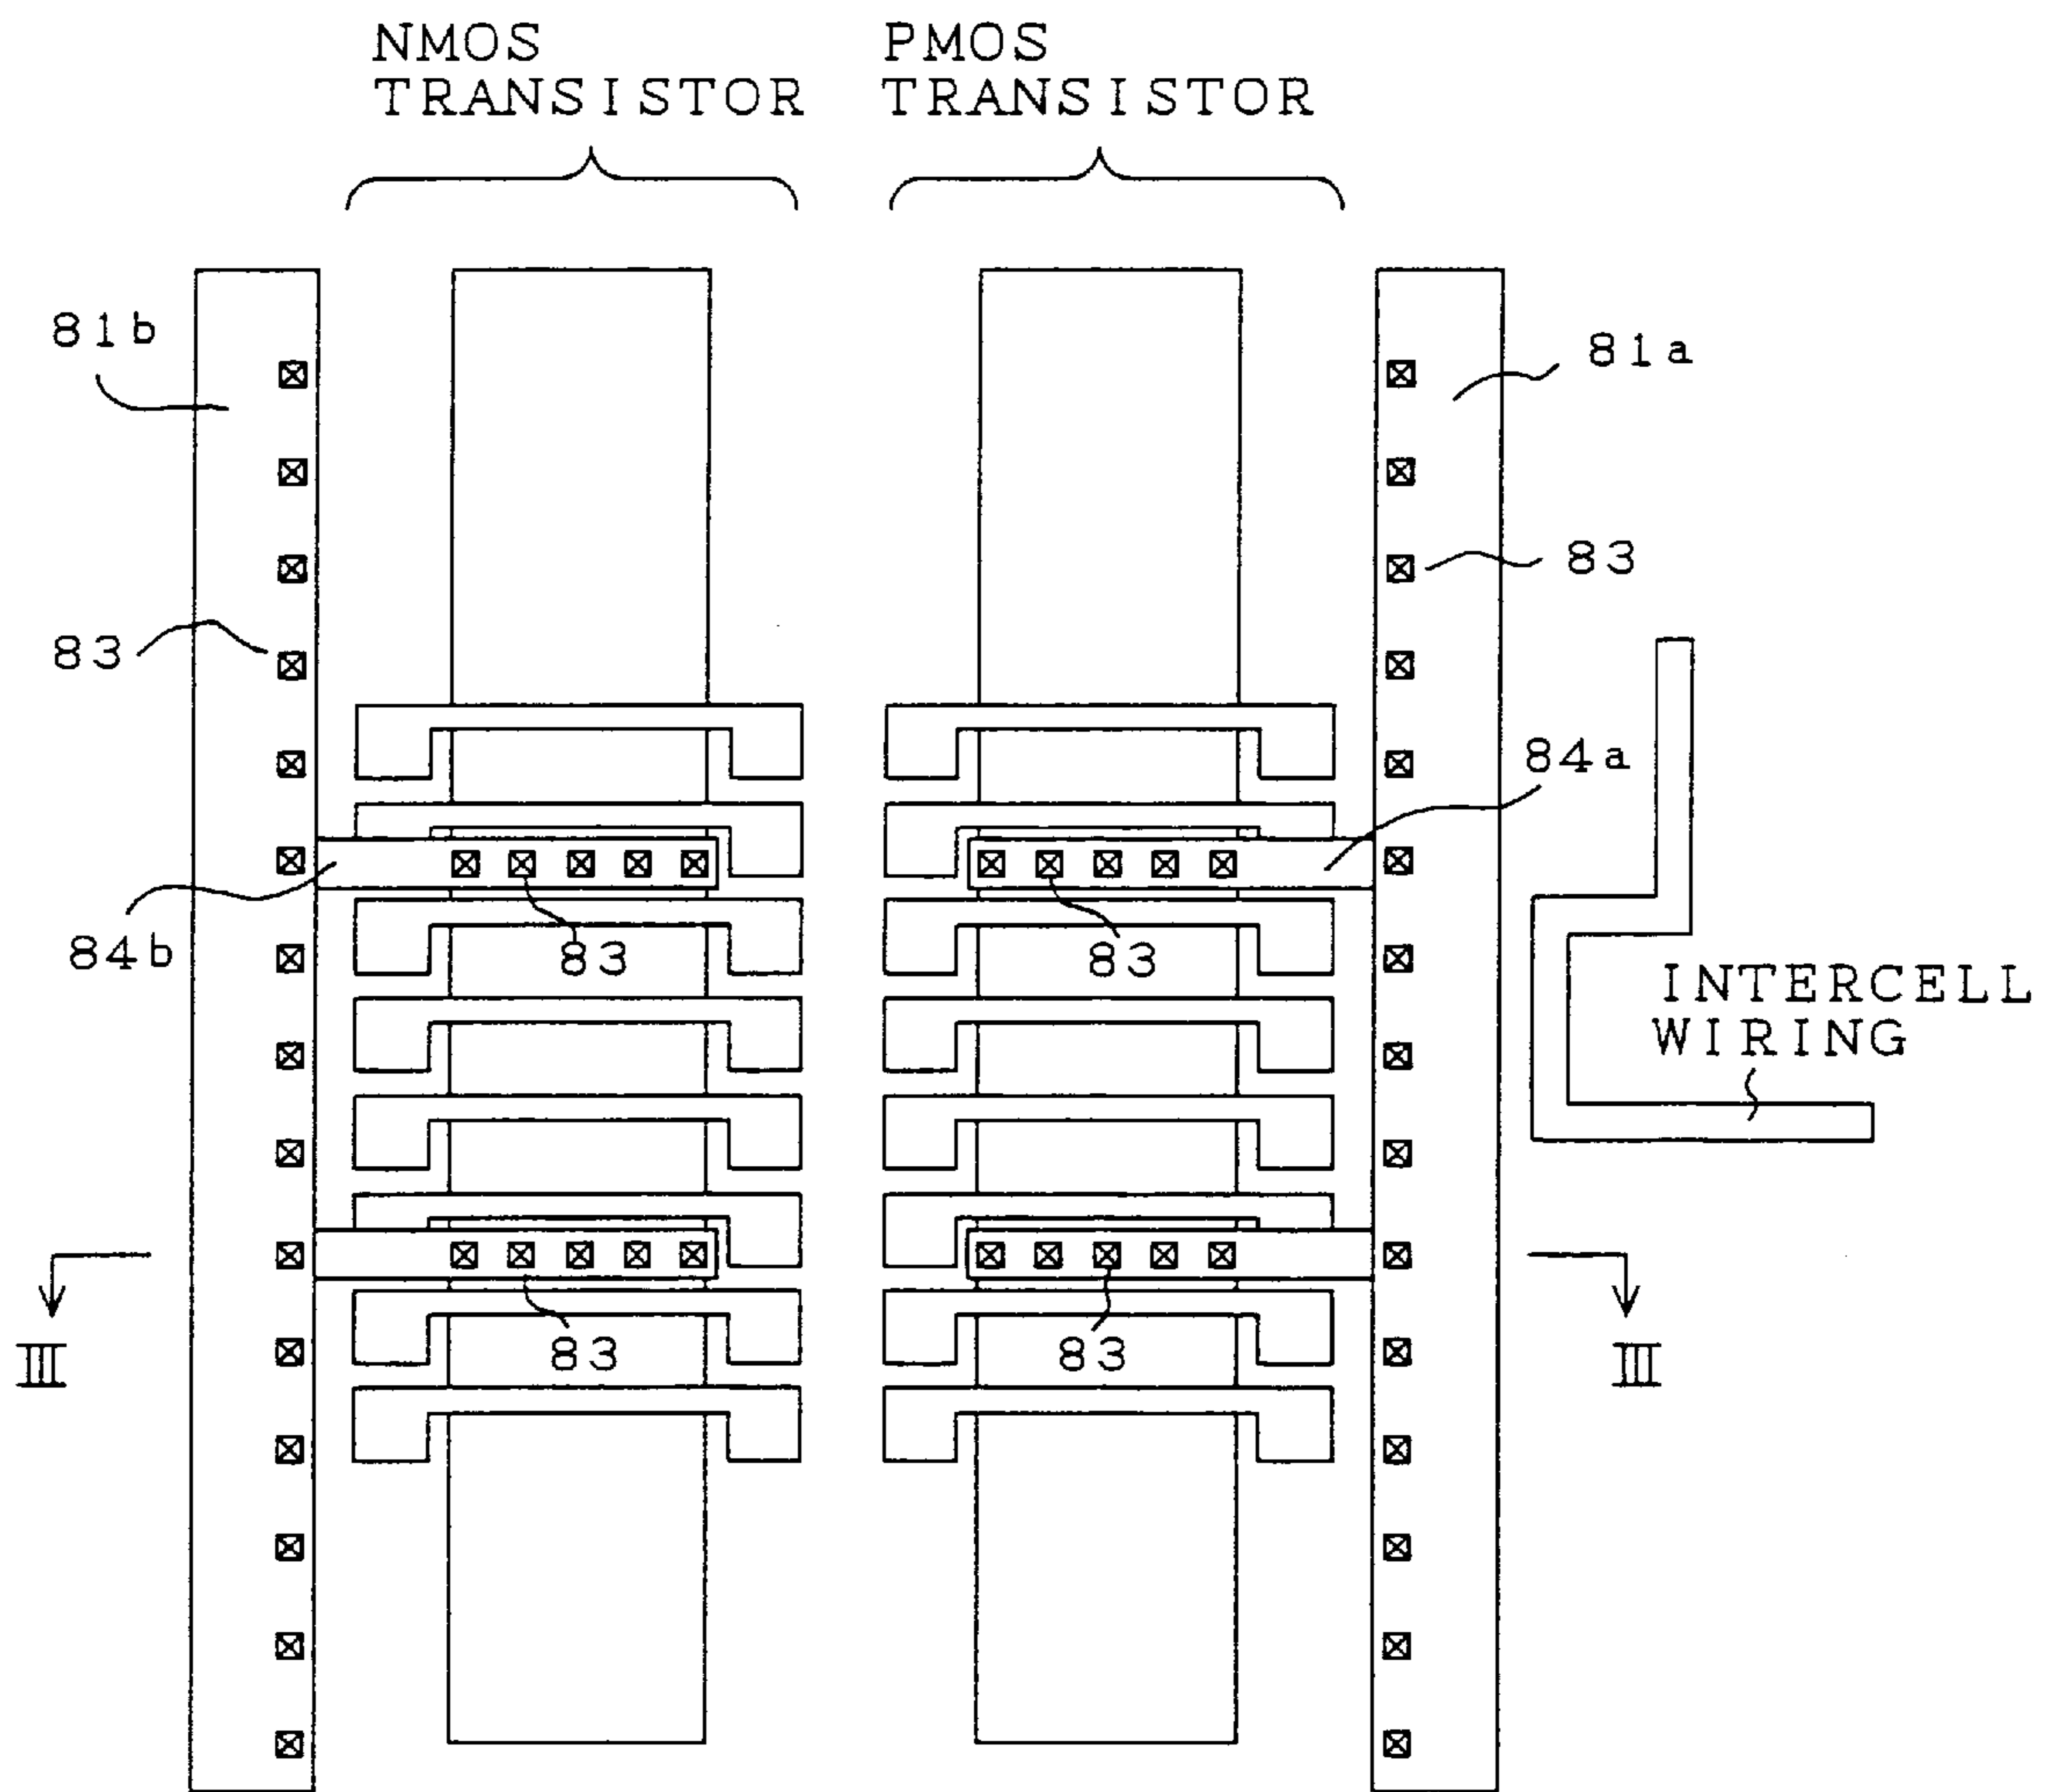 NMOS
TRANSISTOR
PMOS
TRANSISTOR
81b
81a
83
83
84a
84b
83
83
INTERCELL
WIRING
III
83
83
III